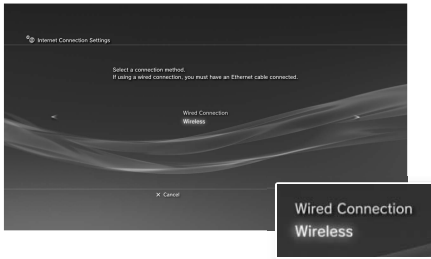 Internet Connection Settings
Select a connection method.
If using a wired connection, you must have an Ethernet cable connected.
Wired Connection
Wireless
Cancel
Wired Connection
Wireless